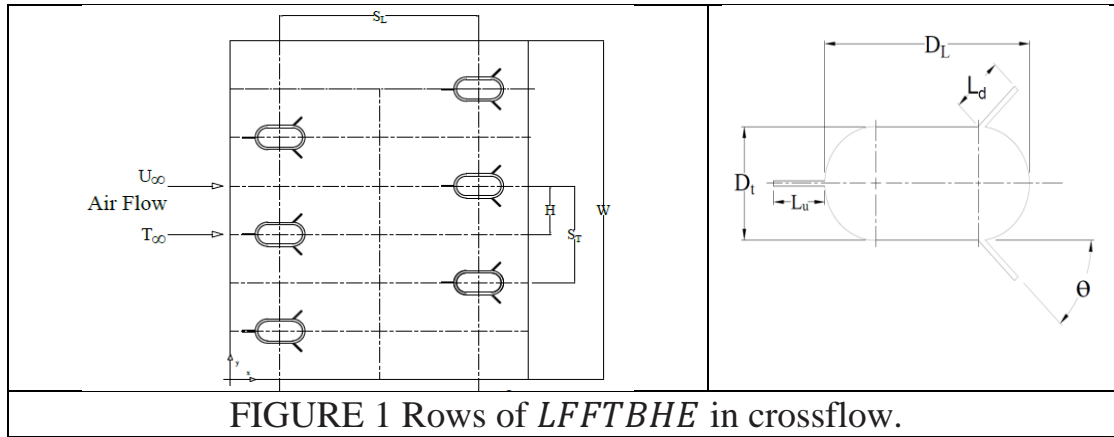 S_L
U∞
Air Flow
T∞
H
S_T
W
y
x
D_L
L_d
D_t
L_u
Θ
FIGURE 1 Rows of LFFTBHE in crossflow.